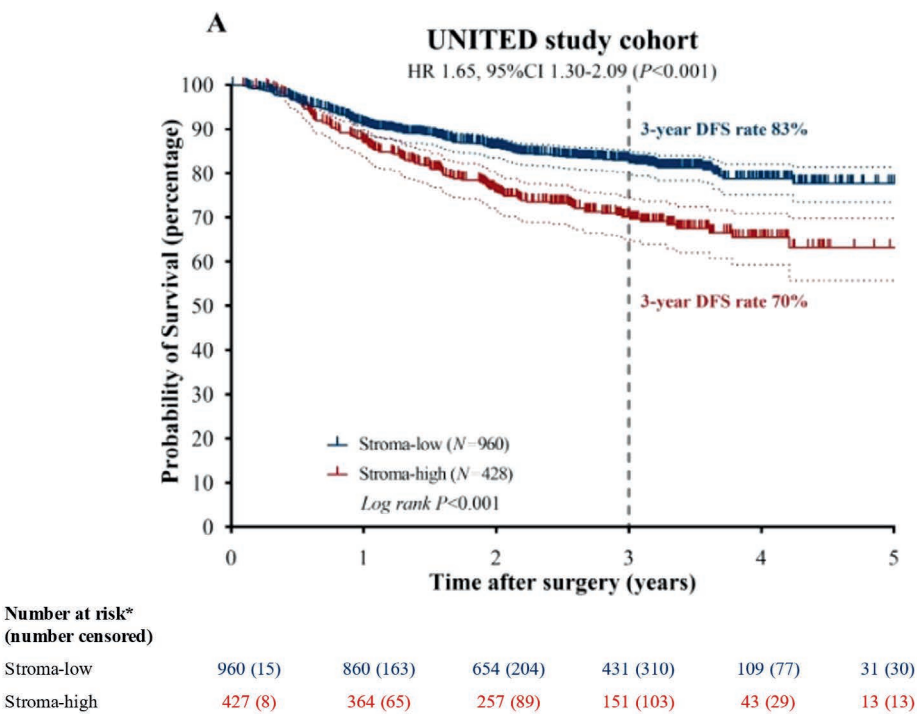 A
UNITED study cohort
HR 1.65, 95%CI 1.30-2.09 (P<0.001)
Probability of Survival (percentage)
100
90
80
70
60
50
40
30
20
10
0
3-year DFS rate 83%
3-year DFS rate 70%
Stroma-low (N=960)
Stroma-high (N=428)
Log rank P<0.001
0 1 2 3 4 5
Time after surgery (years)
Number at risk*
(number censored)
Stroma-low 960 (15) 860 (163) 654 (204) 431 (310) 109 (77) 31 (30)
Stroma-high 427 (8) 364 (65) 257 (89) 151 (103) 43 (29) 13 (13)